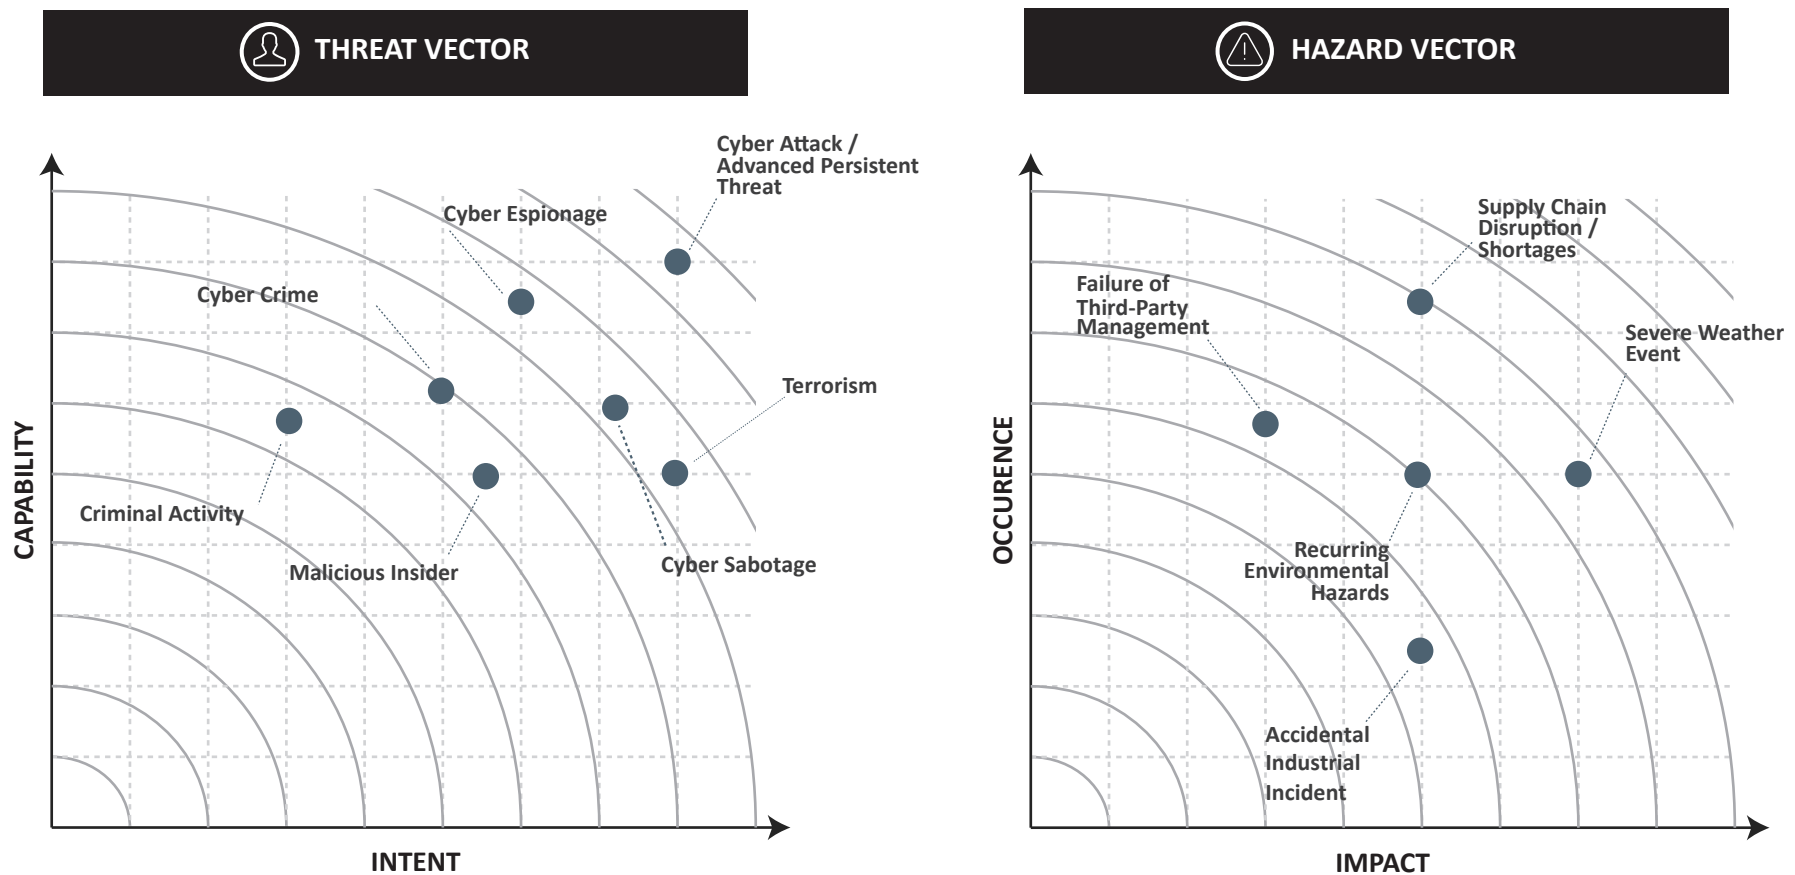 THREAT VECTOR
Cyber Attack /
Advanced Persistent
Threat
Cyber Espionage
Cyber Crime
Terrorism
Criminal Activity
Malicious Insider
Cyber Sabotage
CAPABILITY
INTENT
HAZARD VECTOR
Supply Chain
Disruption /
Shortages
Failure of
Third-Party
Management
Severe Weather
Event
Recurring
Environmental
Hazards
Accidental
Industrial
Incident
OCCURENCE
IMPACT